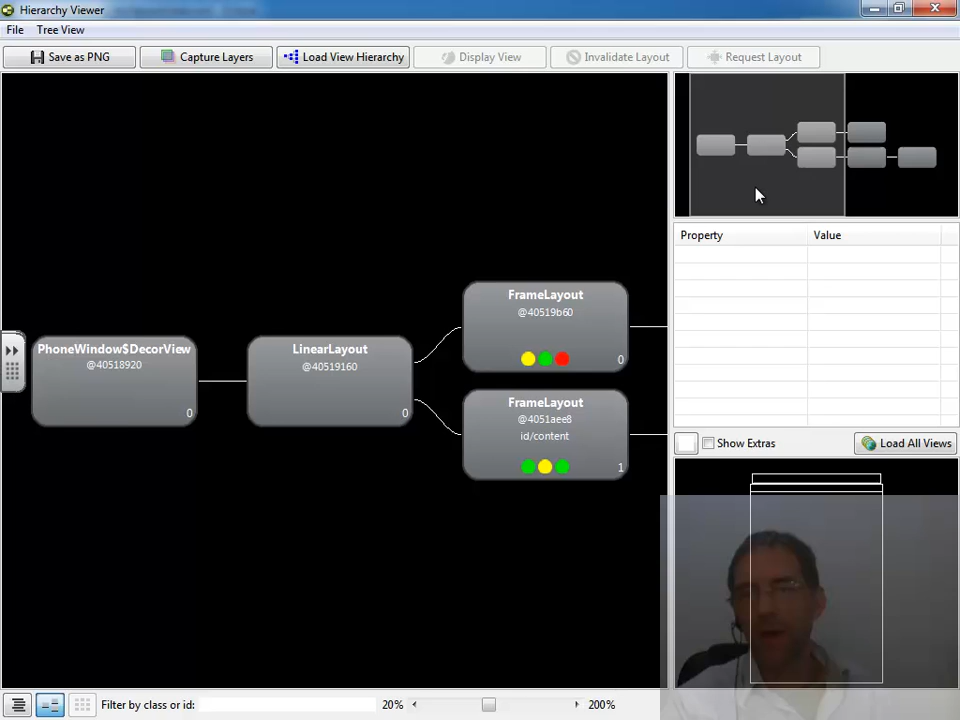 Hierarchy Viewer
File Tree View
Save as PNG Capture Layers Load View Hierarchy Display View Invalidate Layout Request Layout
PhoneWindow$DecorView
@40518920
0
LinearLayout
@40519160
0
FrameLayout
@40519b60
0
FrameLayout
@4051aee8
id/content
1
Property Value
Show Extras Load All Views
Filter by class or id: 20% 200%